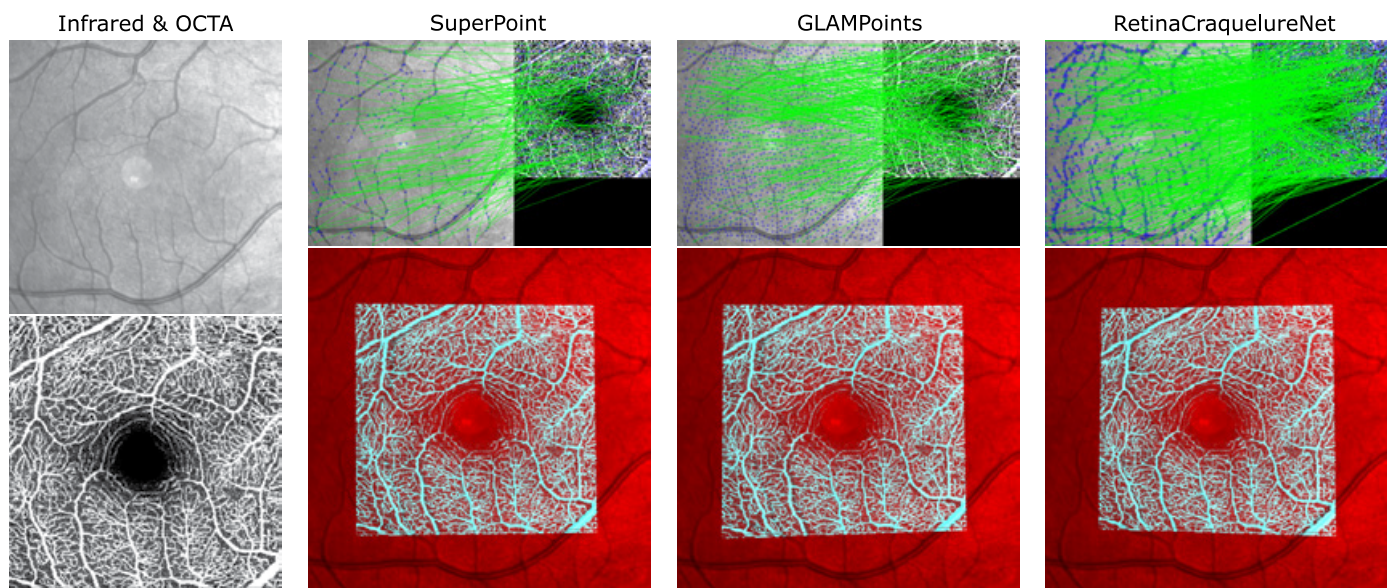 Infrared & OCTA
SuperPoint
GLAMPoints
RetinaCraquelureNet